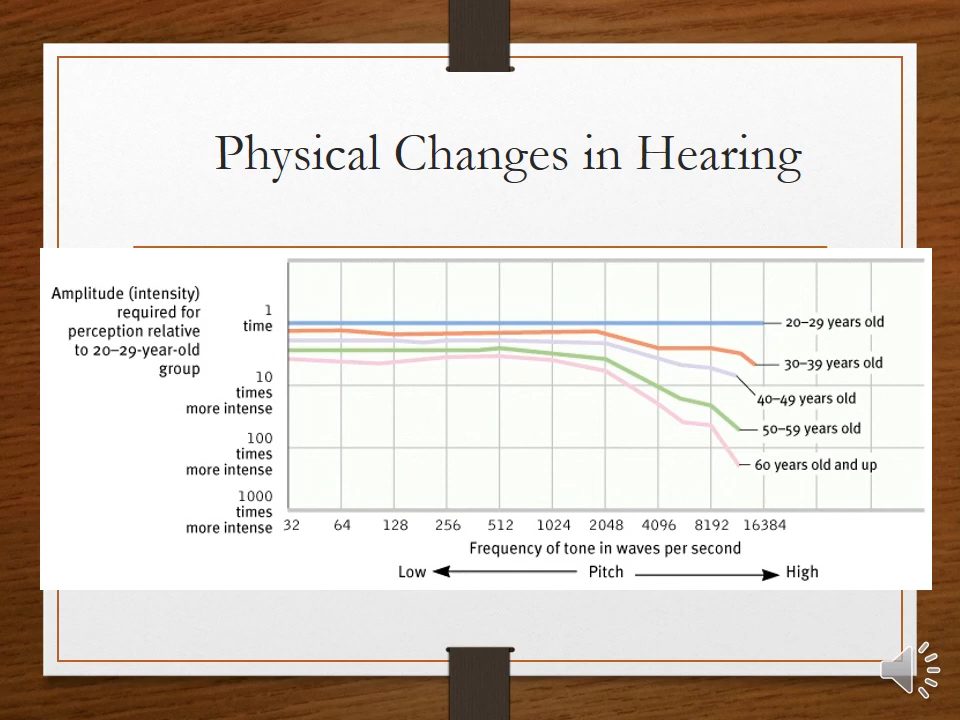 Physical Changes in Hearing
Amplitude (intensity)
required for
perception relative
to 20–29-year-old
group
1
time
10
times
more intense
100
times
more intense
1000
times
more intense
20–29 years old
30–39 years old
40–49 years old
50–59 years old
60 years old and up
32 64 128 256 512 1024 2048 4096 8192 16384
Frequency of tone in waves per second
Low Pitch High